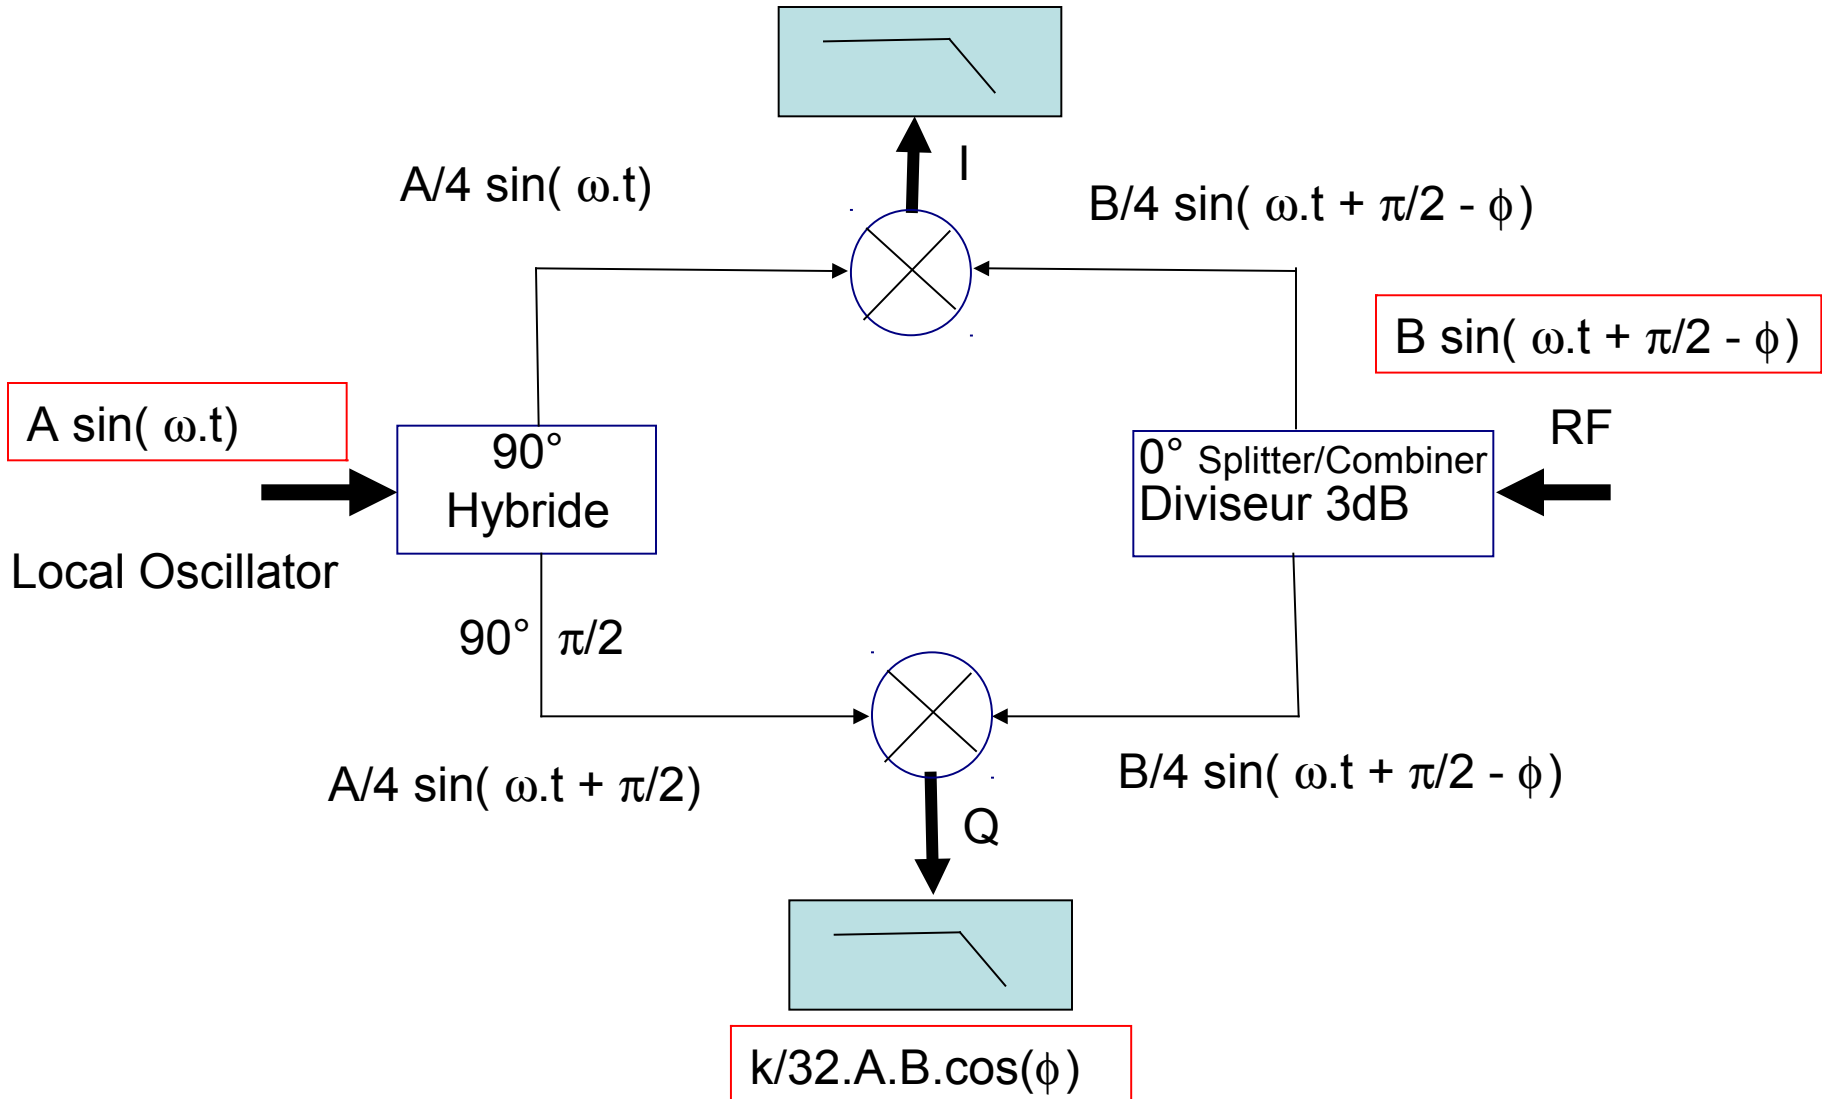 I
A/4 sin( ω.t)
B/4 sin( ω.t + π/2 - ϕ)
B sin( ω.t + π/2 - ϕ)
A sin( ω.t)
RF
90°
Hybride
0° Splitter/Combiner
Diviseur 3dB
Local Oscillator
90° π/2
A/4 sin( ω.t + π/2)
B/4 sin( ω.t + π/2 - ϕ)
Q
k/32.A.B.cos(ϕ)